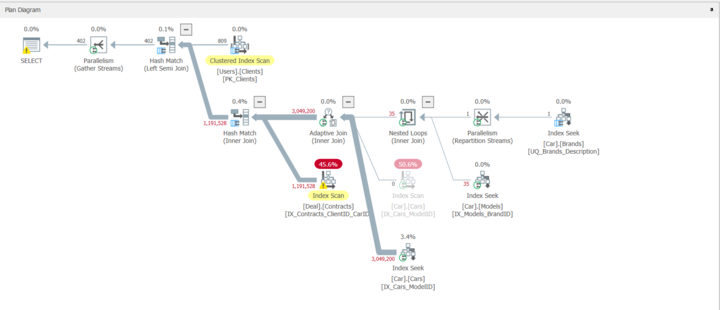 Plan Diagram
0.0%
0.0%
0.1%
0.0%
402
402
809
SELECT
Parallelism
(Gather Streams)
Hash Match
(Left Semi Join)
Clustered Index Scan
[Users].[Clients]
[PK_Clients]
0.4%
0.0%
0.0%
0.0%
0.0%
1,191,528
3,049,200
35
1
1
Hash Match
(Inner Join)
Adaptive Join
(Inner Join)
Nested Loops
(Inner Join)
Parallelism
(Repartition Streams)
Index Seek
[Car].[Brands]
[UQ_Brands_Description]
45.6%
50.6%
0.0%
1,191,528
0
35
Index Scan
[Deal].[Contracts]
[IX_Contracts_ClientID_CarID]
Index Scan
[Car].[Cars]
[IX_Cars_ModelID]
Index Seek
[Car].[Models]
[IX_Models_BrandID]
3.4%
3,049,200
Index Seek
[Car].[Cars]
[IX_Cars_ModelID]